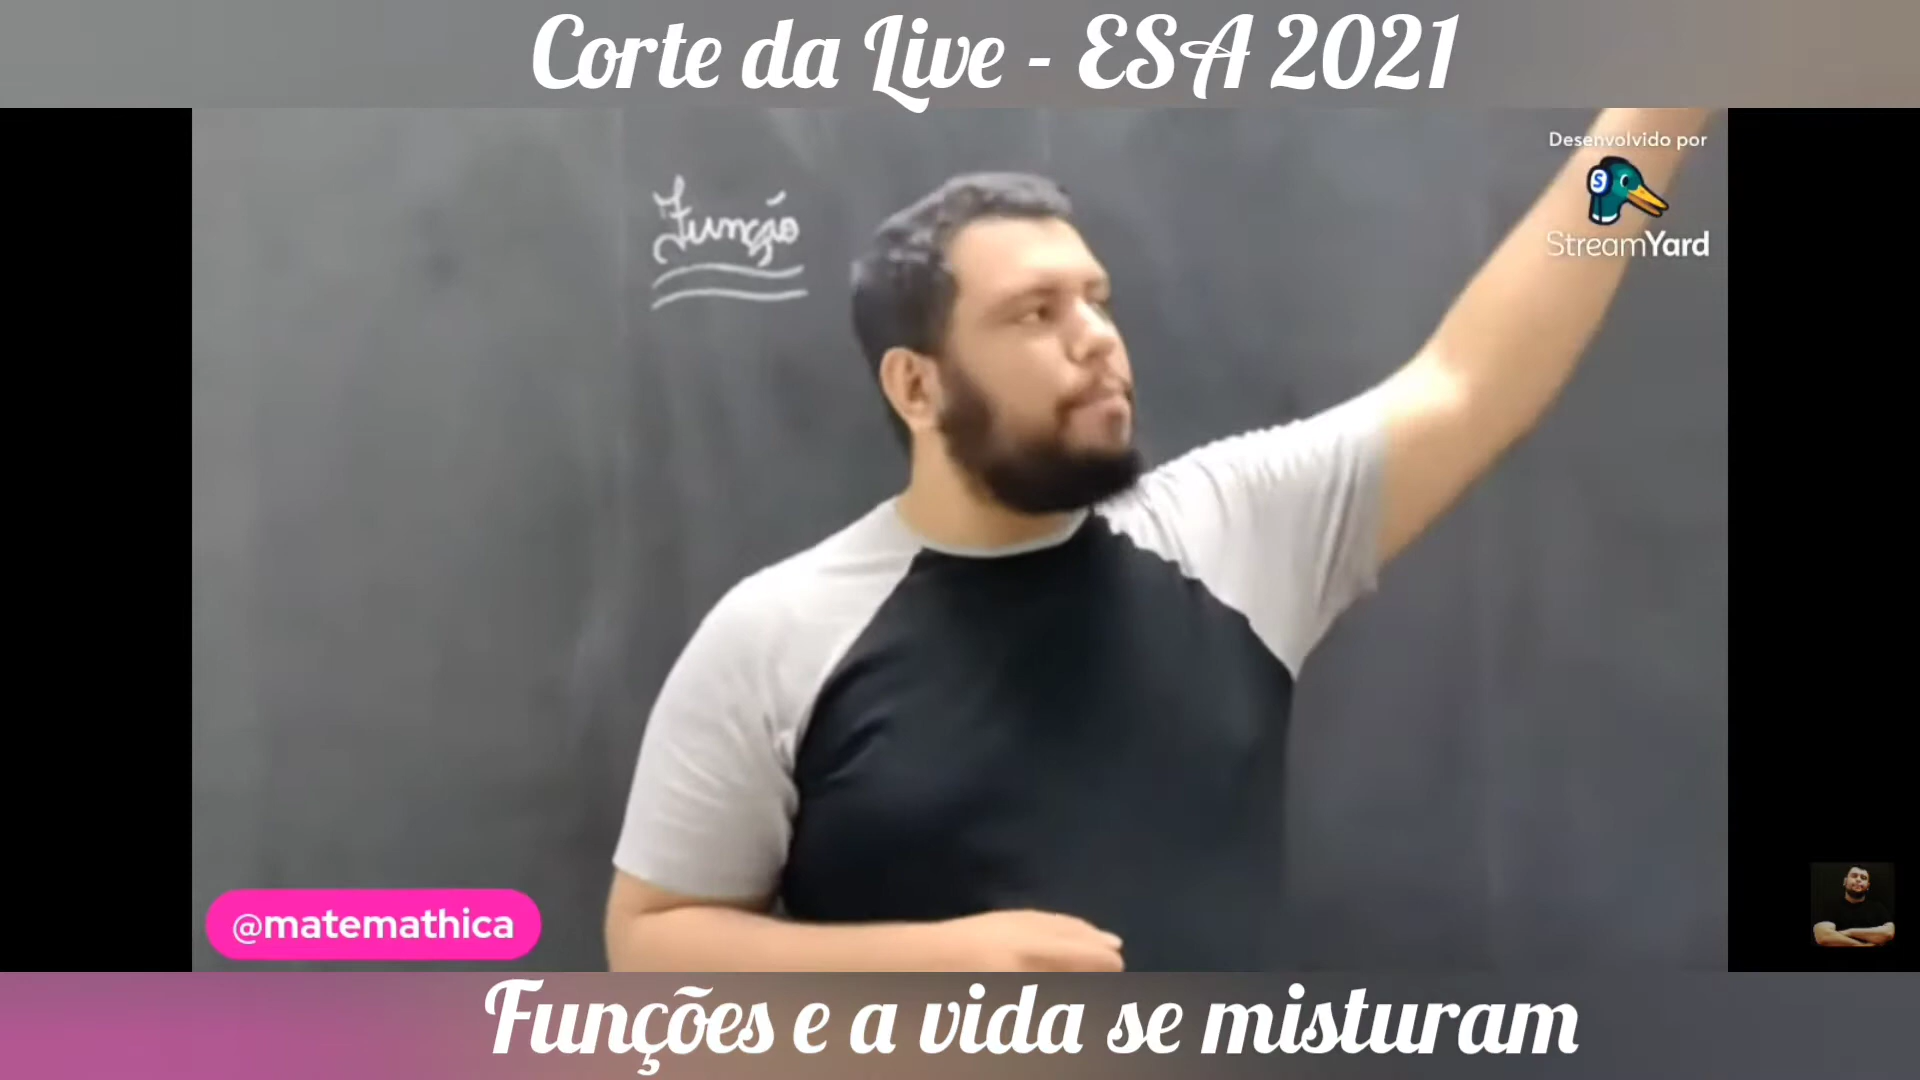 Corte da Live - ESA 2021
Desenvolvido por
StreamYard
Função
@matemathica
Funções e a vida se misturam